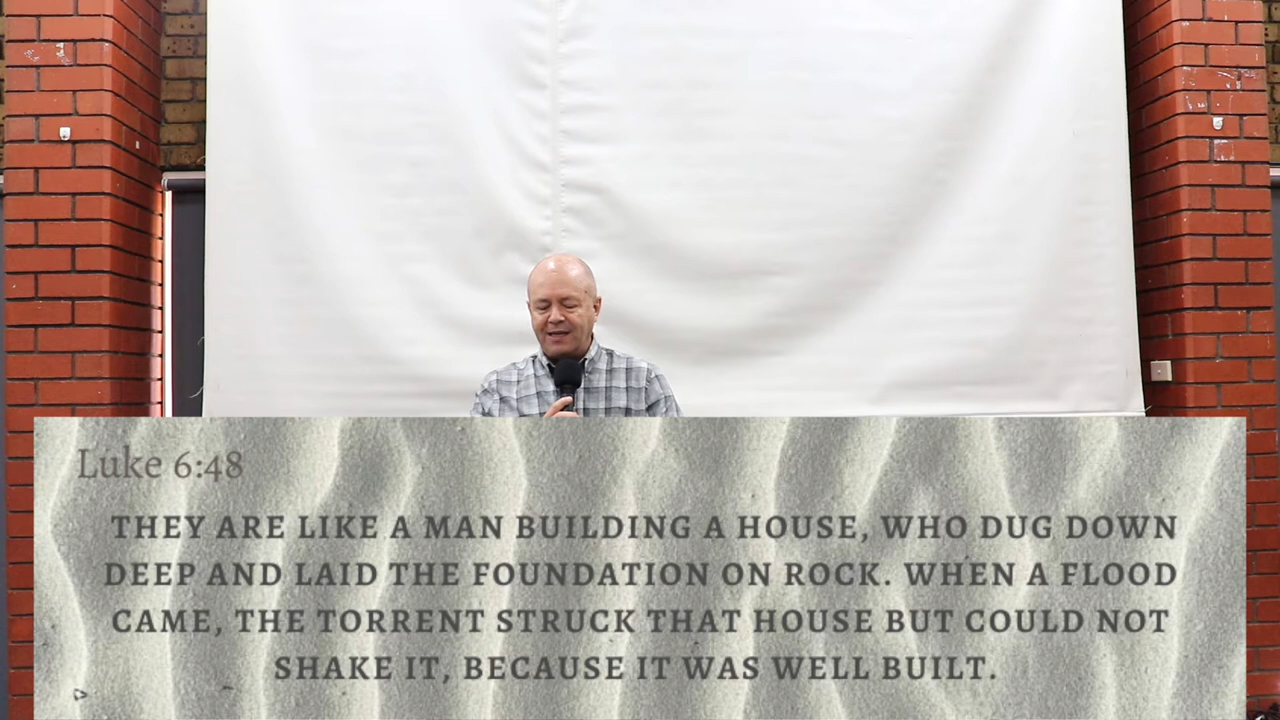 Luke 6:48
THEY ARE LIKE A MAN BUILDING A HOUSE, WHO DUG DOWN
DEEP AND LAID THE FOUNDATION ON ROCK. WHEN A FLOOD
CAME, THE TORRENT STRUCK THAT HOUSE BUT COULD NOT
SHAKE IT, BECAUSE IT WAS WELL BUILT.